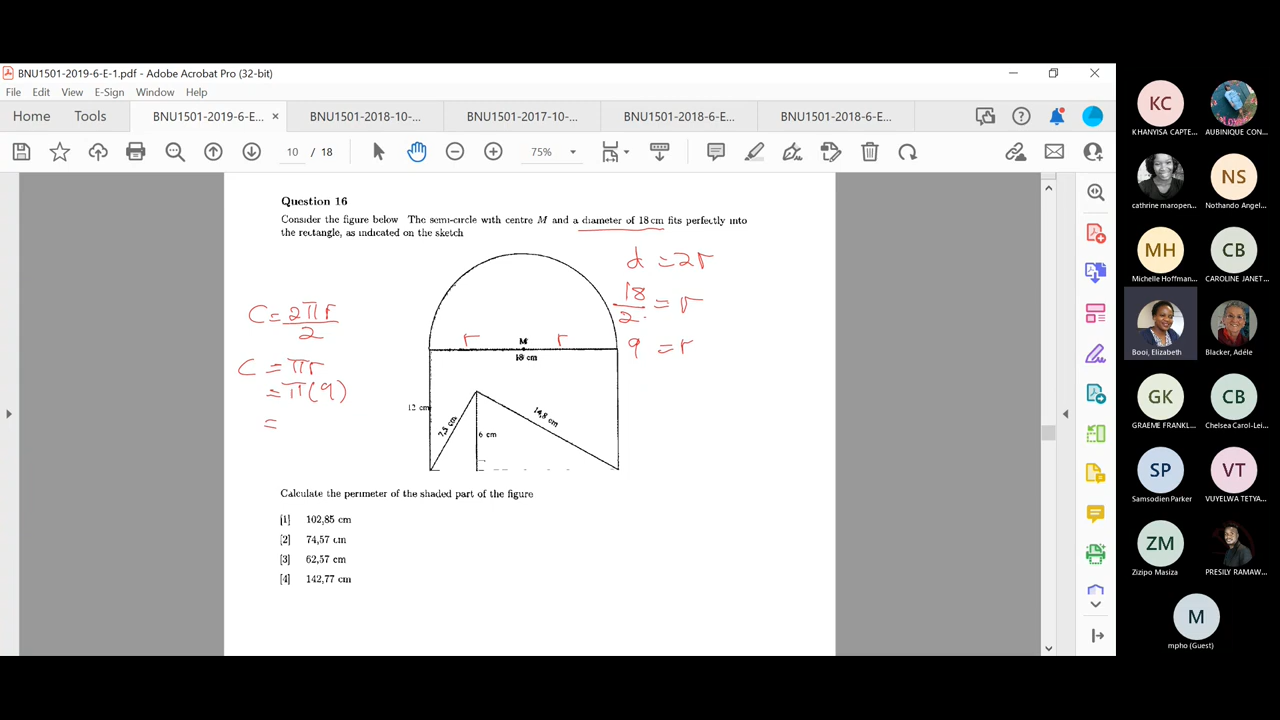 BNU1501-2019-6-E-1.pdf - Adobe Acrobat Pro (32-bit)
File Edit View E-Sign Window Help
Home Tools BNU1501-2019-6-E... × BNU1501-2018-10-... BNU1501-2017-10-... BNU1501-2018-6-E... BNU1501-2018-6-E...
10 / 18 75%
Question 16
Consider the figure below The semi-circle with centre M and a diameter of 18 cm fits perfectly into
the rectangle, as indicated on the sketch
d = 2r
18/2 = r
9 = r
C = 2πr/2
C = πr
= π(9)
=
r M r
18 cm
12 cm
7,5 cm
14,8 cm
6 cm
Calculate the perimeter of the shaded part of the figure
[1] 102,85 cm
[2] 74,57 cm
[3] 62,57 cm
[4] 142,77 cm
KC
KHANYISA CAPTE...
AUBINIQUE CON...
cathrine maropen...
NS
Nothando Angel...
MH
Michelle Hoffman...
CB
CAROLINE JANET...
Booi, Elizabeth
Blacker, Adéle
GK
GRAEME FRANKL...
CB
Chelsea Carol-Lei...
SP
Samsodien Parker
VT
VUYELWA TETYA...
ZM
Zizipo Masiza
PRESILY RAMAW...
M
mpho (Guest)